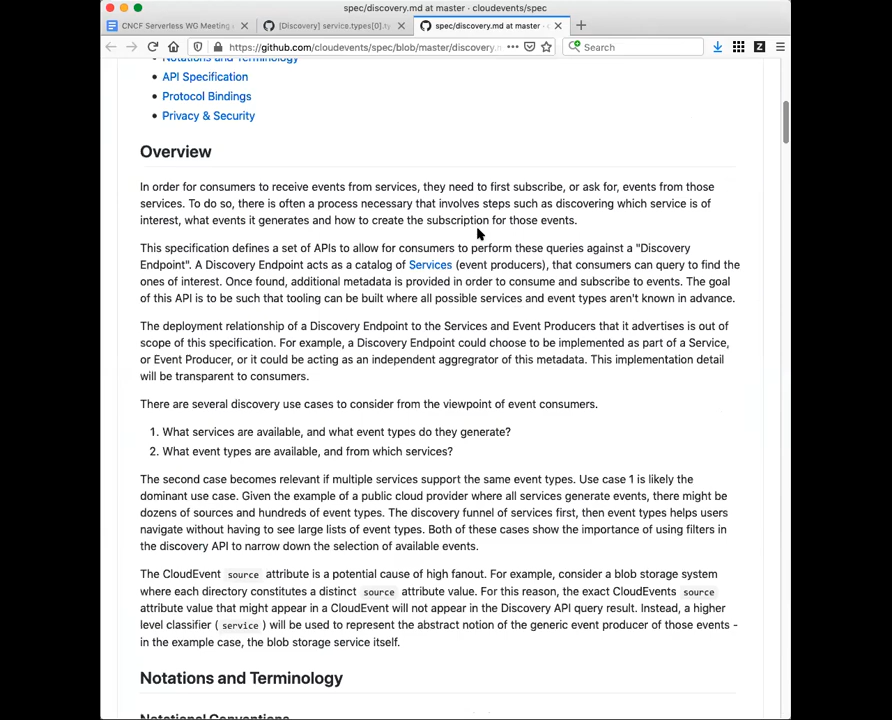 spec/discovery.md at master · cloudevents/spec
CNCF Serverless WG Meeting
[Discovery] service.types[0].ty
spec/discovery.md at master ·
https://github.com/cloudevents/spec/blob/master/discovery.
Search
Notations and Terminology
API Specification
Protocol Bindings
Privacy & Security
Overview
In order for consumers to receive events from services, they need to first subscribe, or ask for, events from those
services. To do so, there is often a process necessary that involves steps such as discovering which service is of
interest, what events it generates and how to create the subscription for those events.
This specification defines a set of APIs to allow for consumers to perform these queries against a "Discovery
Endpoint". A Discovery Endpoint acts as a catalog of Services (event producers), that consumers can query to find the
ones of interest. Once found, additional metadata is provided in order to consume and subscribe to events. The goal
of this API is to be such that tooling can be built where all possible services and event types aren't known in advance.
The deployment relationship of a Discovery Endpoint to the Services and Event Producers that it advertises is out of
scope of this specification. For example, a Discovery Endpoint could choose to be implemented as part of a Service,
or Event Producer, or it could be acting as an independent aggregrator of this metadata. This implementation detail
will be transparent to consumers.
There are several discovery use cases to consider from the viewpoint of event consumers.
1. What services are available, and what event types do they generate?
2. What event types are available, and from which services?
The second case becomes relevant if multiple services support the same event types. Use case 1 is likely the
dominant use case. Given the example of a public cloud provider where all services generate events, there might be
dozens of sources and hundreds of event types. The discovery funnel of services first, then event types helps users
navigate without having to see large lists of event types. Both of these cases show the importance of using filters in
the discovery API to narrow down the selection of available events.
The CloudEvent source attribute is a potential cause of high fanout. For example, consider a blob storage system
where each directory constitutes a distinct source attribute value. For this reason, the exact CloudEvents source
attribute value that might appear in a CloudEvent will not appear in the Discovery API query result. Instead, a higher
level classifier ( service ) will be used to represent the abstract notion of the generic event producer of those events -
in the example case, the blob storage service itself.
Notations and Terminology
Notational Conventions